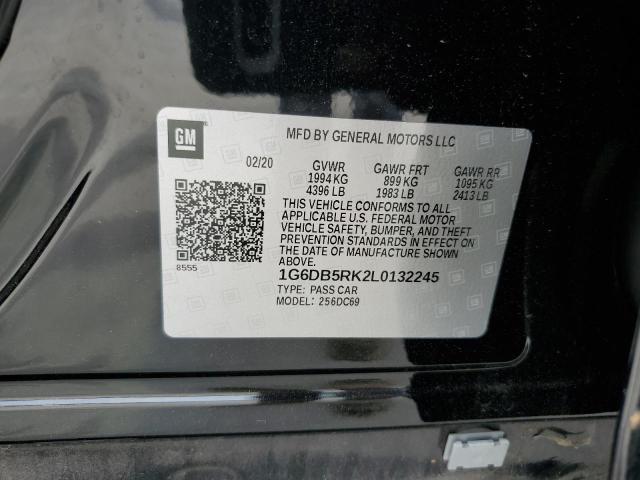 GM
MFD BY GENERAL MOTORS LLC
02/20 GVWR GAWR FRT GAWR RR
1994 KG 899 KG 1095 KG
4396 LB 1983 LB 2413 LB
THIS VEHICLE CONFORMS TO ALL
APPLICABLE U.S. FEDERAL MOTOR
VEHICLE SAFETY, BUMPER, AND THEFT
PREVENTION STANDARDS IN EFFECT ON
THE DATE OF MANUFACTURE SHOWN
ABOVE.
8555
1G6DB5RK2L0132245
TYPE: PASS CAR
MODEL: 256DC69